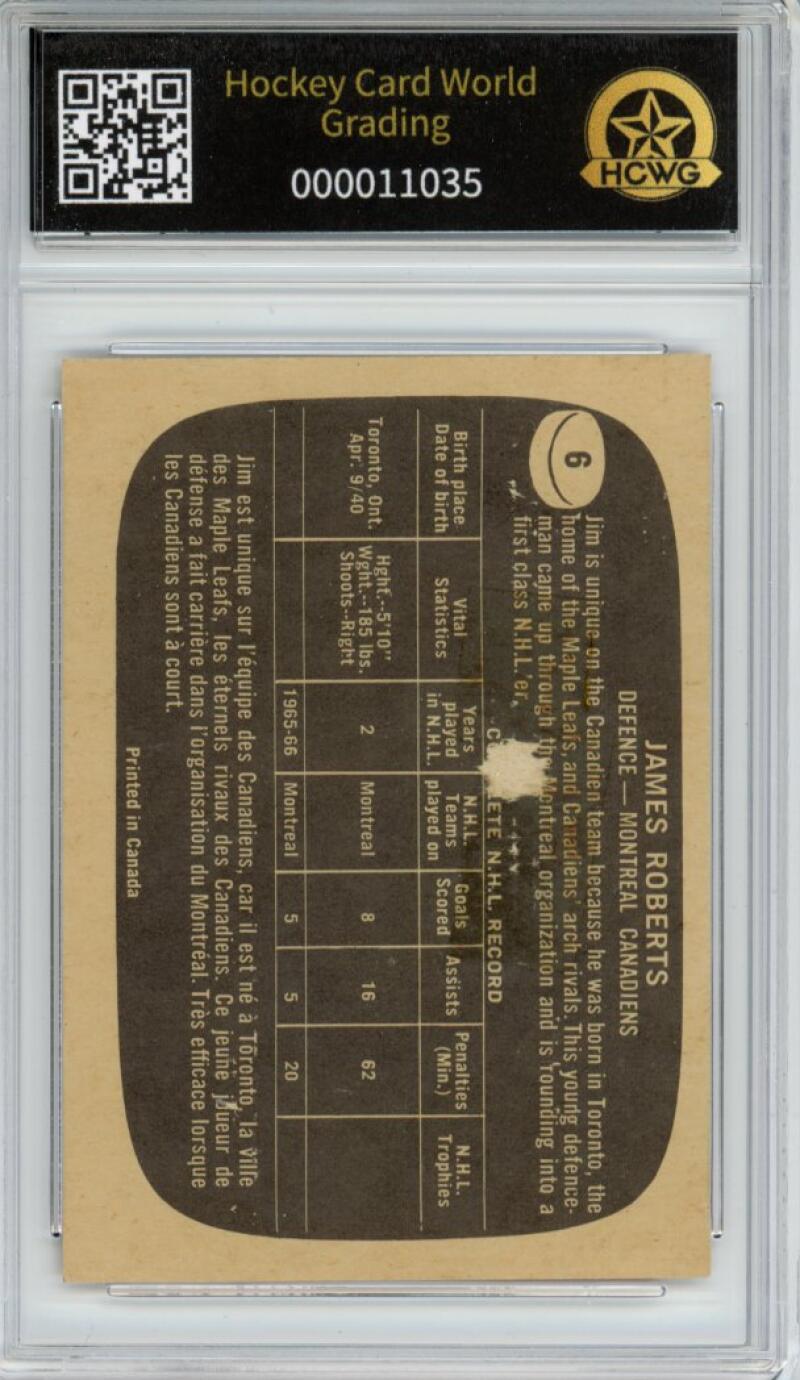 Hockey Card World
Grading
000011035
HCWG
6
JAMES ROBERTS
DEFENCE — MONTREAL CANADIENS
Jim is unique on the Canadien team because he was born in Toronto, the
home of the Maple Leafs, and Canadiens' arch rivals. This young defence-
man came up through the Montreal organization and is rounding into a
first class N.H.L.'er.
C ETE N.H.L. RECORD
Birth place
Date of birth
Vital
Statistics
Years
played
in N.H.L.
N.H.L.
Teams
played on
Goals
Scored
Assists
Penalties
(Min.)
N.H.L.
Trophies
Toronto, Ont.
Apr. 9/40
Hght.--5'10"
Wght.--185 lbs.
Shoots--Right
2
Montreal
8
16
62
1965-66
Montreal
5
5
20
Jim est unique sur l'équipe des Canadiens, car il est né à Toronto, la ville
des Maple Leafs, les éternels rivaux des Canadiens. Ce jeune joueur de
défense a fait carrière dans l'organisation du Montréal. Très efficace lorsque
les Canadiens sont à court.
Printed in Canada